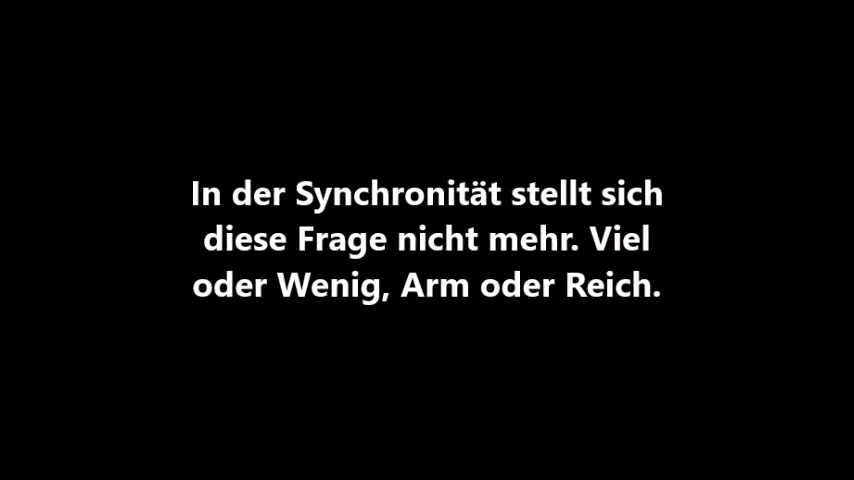 In der Synchronität stellt sich
diese Frage nicht mehr. Viel
oder Wenig, Arm oder Reich.